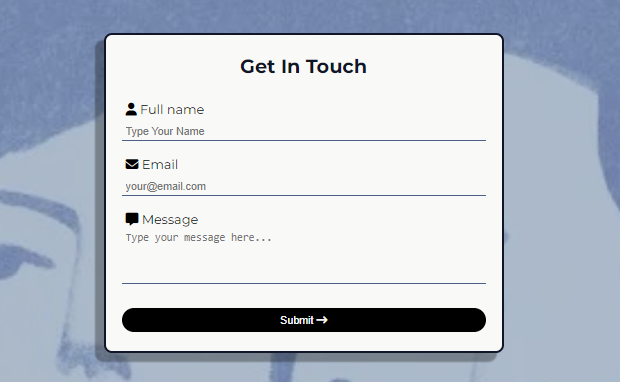 Get In Touch
Full name
Type Your Name
Email
your@email.com
Message
Type your message here...
Submit →